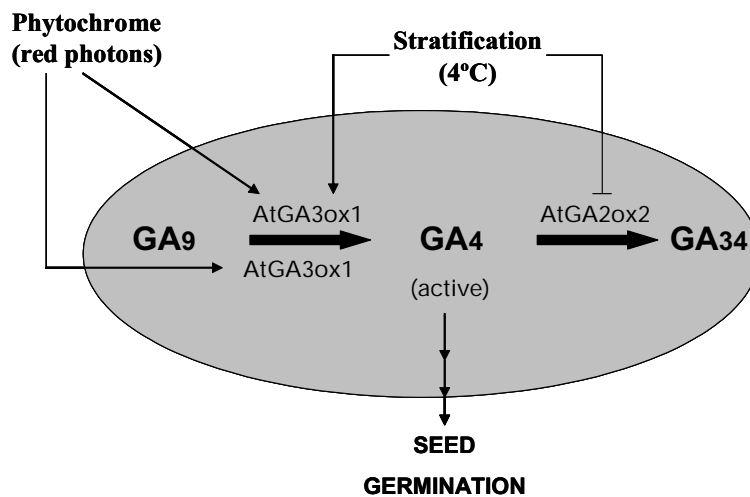 Phytochrome
(red photons)
Stratification
(4ºC)
AtGA3ox1
AtGA2ox2
GA9
GA4
GA34
AtGA3ox1
(active)
SEED
GERMINATION